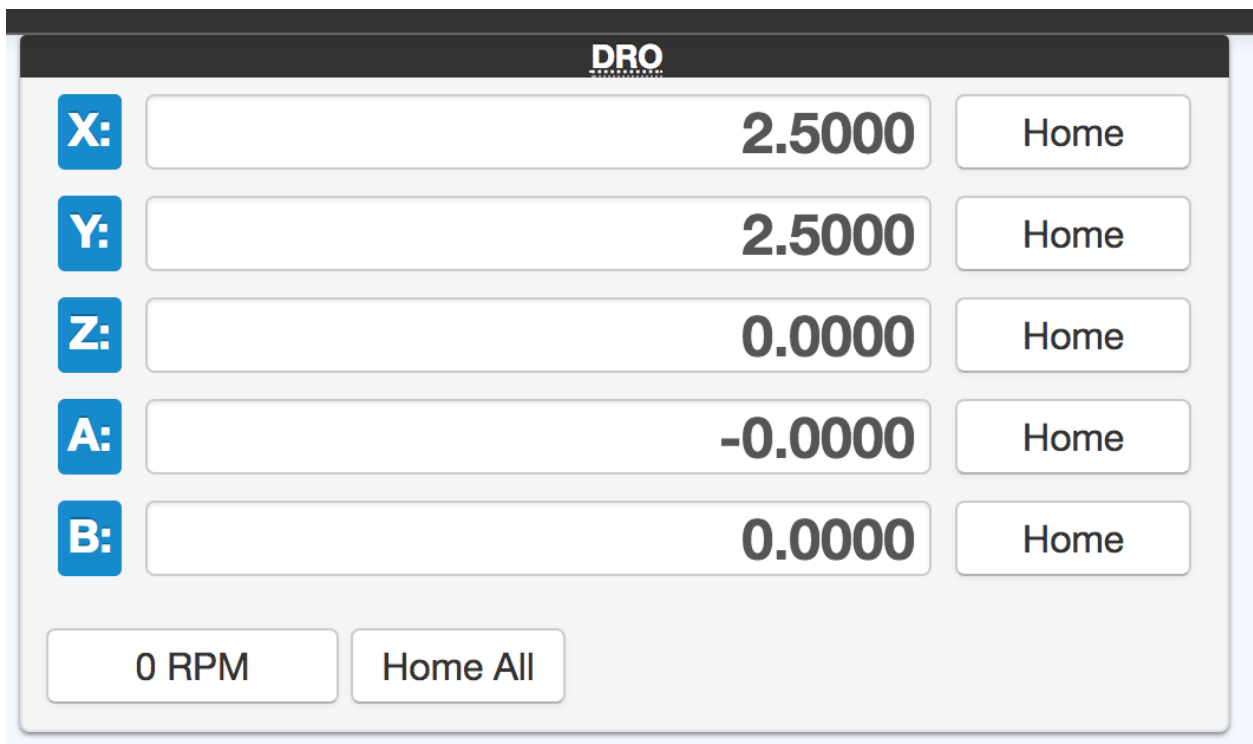 DRO
X: 2.5000 Home
Y: 2.5000 Home
Z: 0.0000 Home
A: -0.0000 Home
B: 0.0000 Home
0 RPM Home All